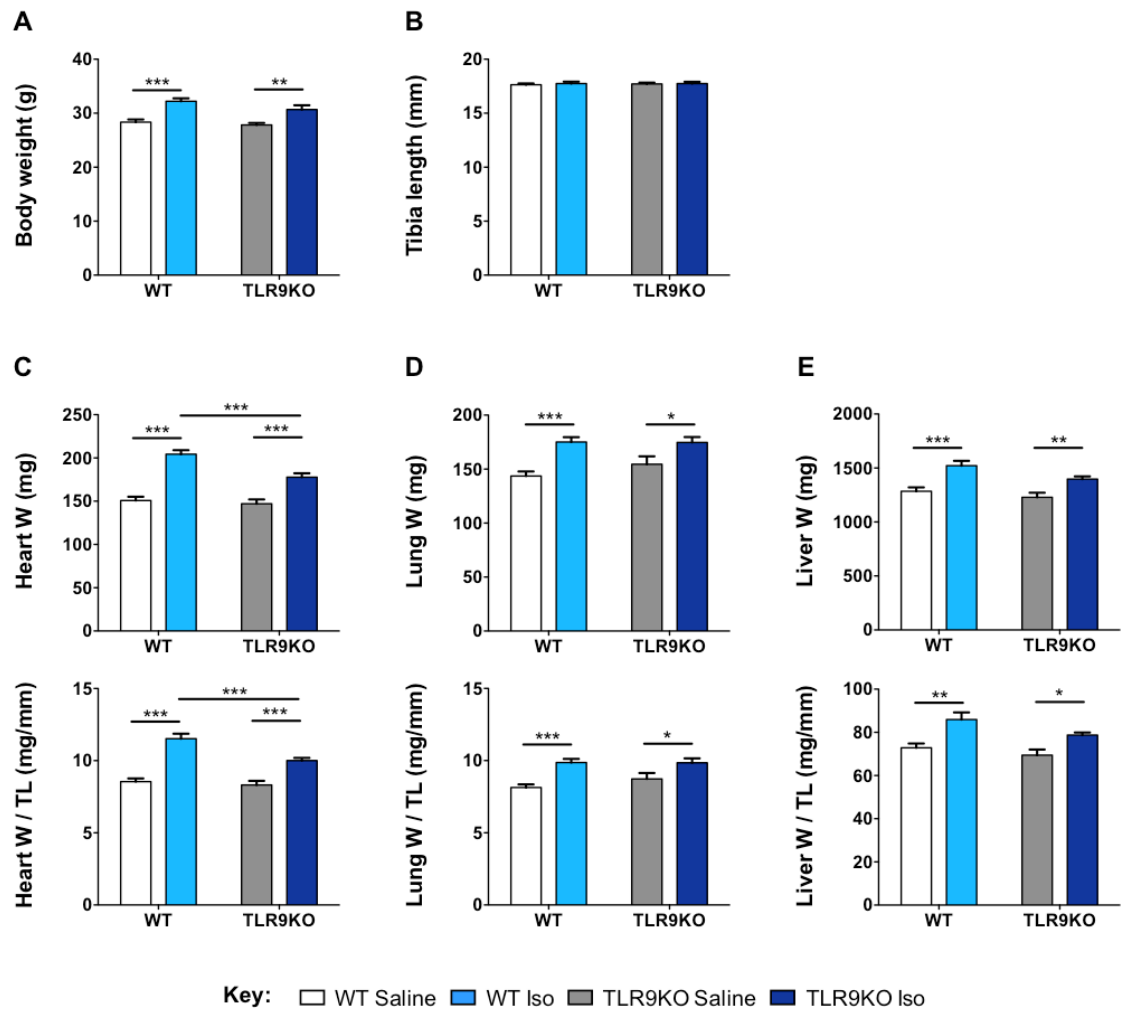 A
Body weight (g)
40
30
20
10
0
***
**
WT
TLR9KO
B
Tibia length (mm)
20
15
10
5
0
WT
TLR9KO
C
Heart W (mg)
250
200
150
100
50
0
***
***
***
WT
TLR9KO
Heart W / TL (mg/mm)
15
10
5
0
***
***
***
WT
TLR9KO
D
Lung W (mg)
200
150
100
50
0
***
*
WT
TLR9KO
Lung W / TL (mg/mm)
15
10
5
0
***
*
WT
TLR9KO
E
Liver W (mg)
2000
1500
1000
500
0
***
**
WT
TLR9KO
Liver W / TL (mg/mm)
100
80
60
40
20
0
**
*
WT
TLR9KO
Key: WT Saline WT Iso TLR9KO Saline TLR9KO Iso